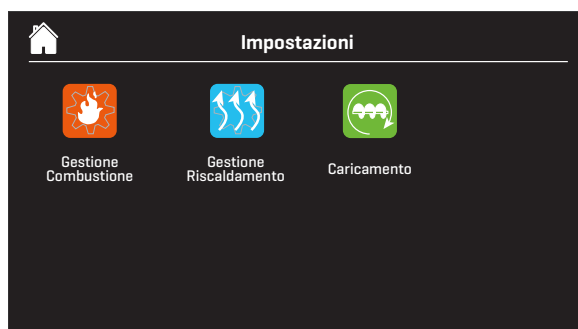 Impostazioni
Gestione
Combustione
Gestione
Riscaldamento
Caricamento